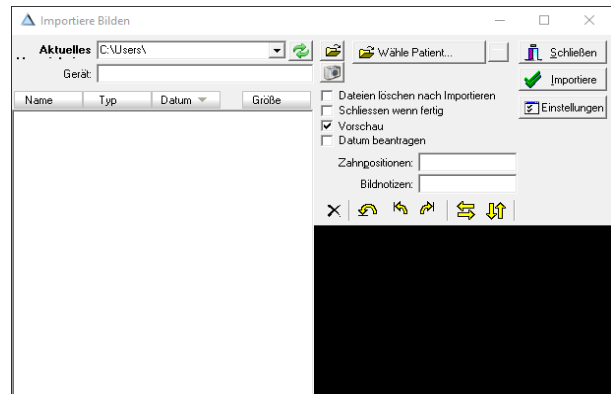 Importiere Bilden
Aktuelles C:\Users\
Wähle Patient...
Schließen
Gerät:
Importiere
Name Typ Datum Größe
Dateien löschen nach Importieren
Einstellungen
Schliessen wenn fertig
Vorschau
Datum beantragen
Zahnpositionen:
Bildnotizen: